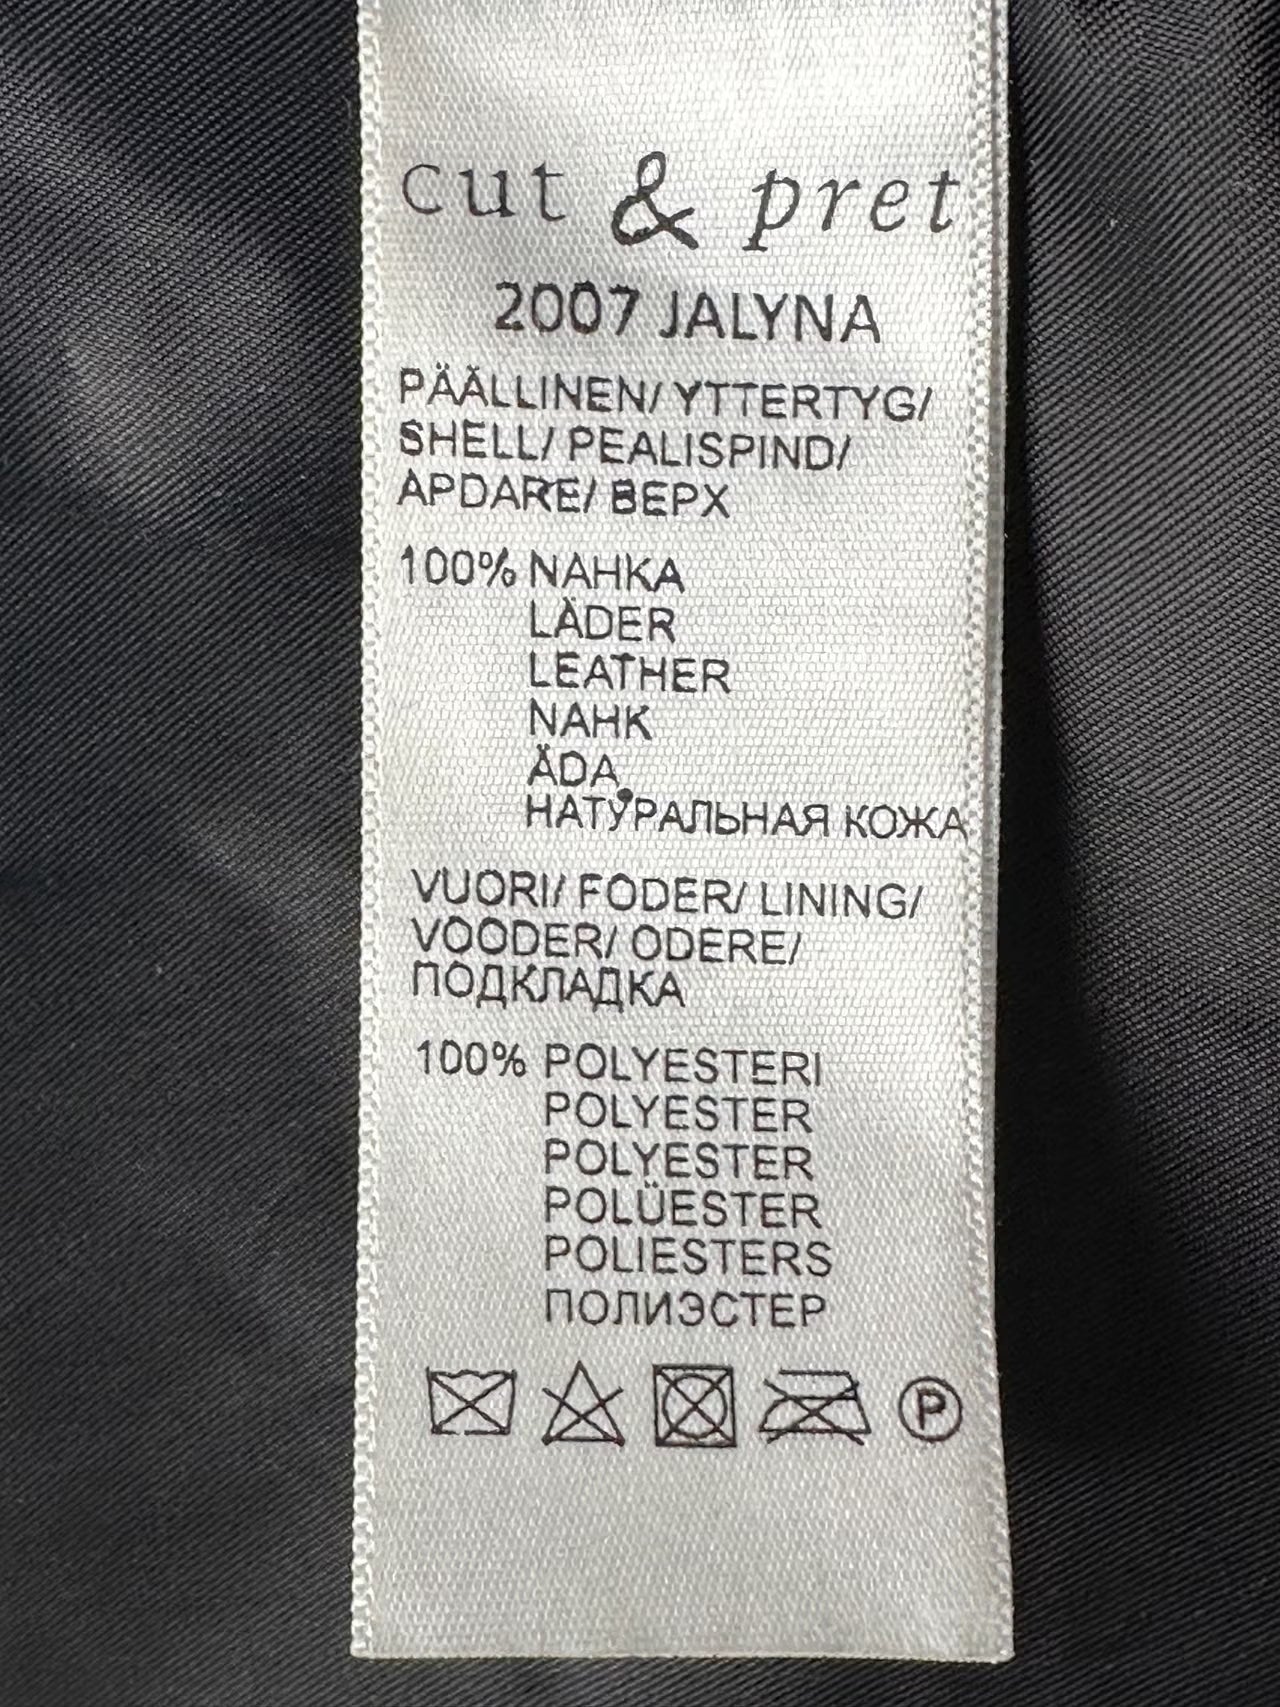 cut & pret
2007 JALYNA
PÄÄLLINEN/ YTTERTYG/
SHELL/ PEALISPIND/
APDARE/ ВЕРХ
100% NAHKA
LÄDER
LEATHER
NAHK
ÄDA
НАТУРАЛЬНАЯ КОЖА
VUORI/ FODER/ LINING/
VOODER/ ODERE/
ПОДКЛАДКА
100% POLYESTERI
POLYESTER
POLYESTER
POLÜESTER
POLIESTERS
ПОЛИЭСТЕР
P